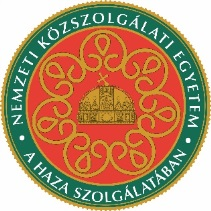 NEMZETI KÖZSZOLGÁLATI EGYETEM
A HAZA SZOLGÁLATÁBAN